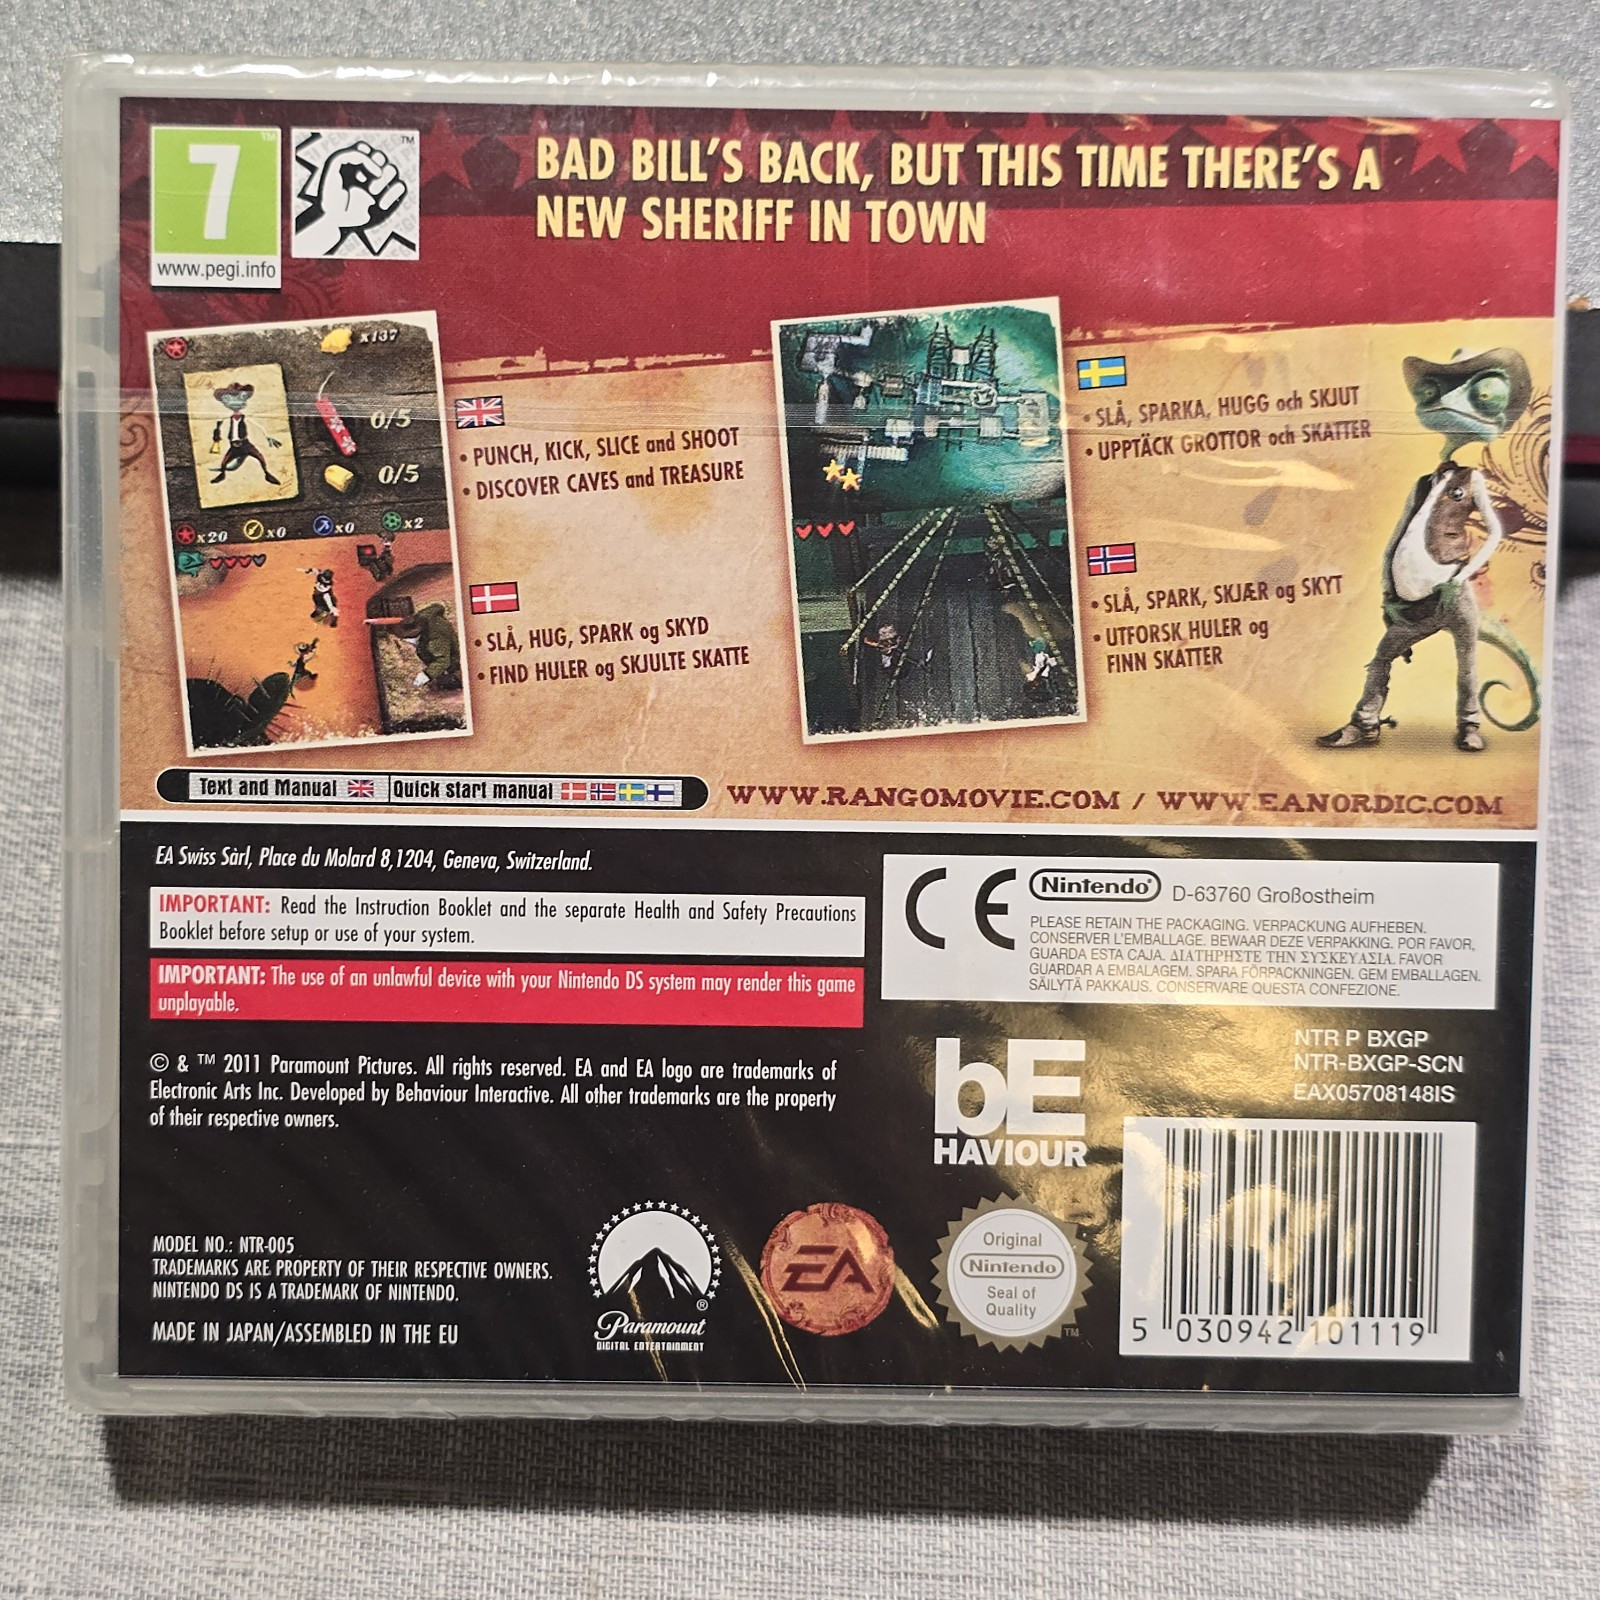 7
www.pegi.info
BAD BILL'S BACK, BUT THIS TIME THERE'S A
NEW SHERIFF IN TOWN
x137
0/5
0/5
x20 x0 x0 x2
• PUNCH, KICK, SLICE and SHOOT
• DISCOVER CAVES and TREASURE
• SLÅ, HUG, SPARK og SKYD
• FIND HULER og SKJULTE SKATTE
• SLÅ, SPARKA, HUGG och SKJUT
• UPPTÄCK GROTTOR och SKATTER
• SLÅ, SPARK, SKJÆR og SKYT
• UTFORSK HULER og
FINN SKATTER
Text and Manual Quick start manual
WWW.RANGOMOVIE.COM / WWW.EANORDIC.COM
EA Swiss Sàrl, Place du Molard 8,1204, Geneva, Switzerland.
IMPORTANT: Read the Instruction Booklet and the separate Health and Safety Precautions
Booklet before setup or use of your system.
IMPORTANT: The use of an unlawful device with your Nintendo DS system may render this game
unplayable.
© & ™ 2011 Paramount Pictures. All rights reserved. EA and EA logo are trademarks of
Electronic Arts Inc. Developed by Behaviour Interactive. All other trademarks are the property
of their respective owners.
MODEL NO.: NTR-005
TRADEMARKS ARE PROPERTY OF THEIR RESPECTIVE OWNERS.
NINTENDO DS IS A TRADEMARK OF NINTENDO.
MADE IN JAPAN/ASSEMBLED IN THE EU
CE Nintendo® D-63760 Großostheim
PLEASE RETAIN THE PACKAGING. VERPACKUNG AUFHEBEN.
CONSERVER L'EMBALLAGE. BEWAAR DEZE VERPAKKING. POR FAVOR,
GUARDA ESTA CAJA. ΔΙΑΤΗΡΗΣΤΕ ΤΗΝ ΣΥΣΚΕΥΑΣΙΑ. FAVOR
GUARDAR A EMBALAGEM. SPARA FÖRPACKNINGEN. GEM EMBALLAGEN.
SÄILYTÄ PAKKAUS. CONSERVARE QUESTA CONFEZIONE.
bE
HAVIOUR
NTR P BXGP
NTR-BXGP-SCN
EAX05708148IS
Paramount ®
DIGITAL ENTERTAINMENT
EA
Original
Nintendo
Seal of
Quality ™
5 030942 101119